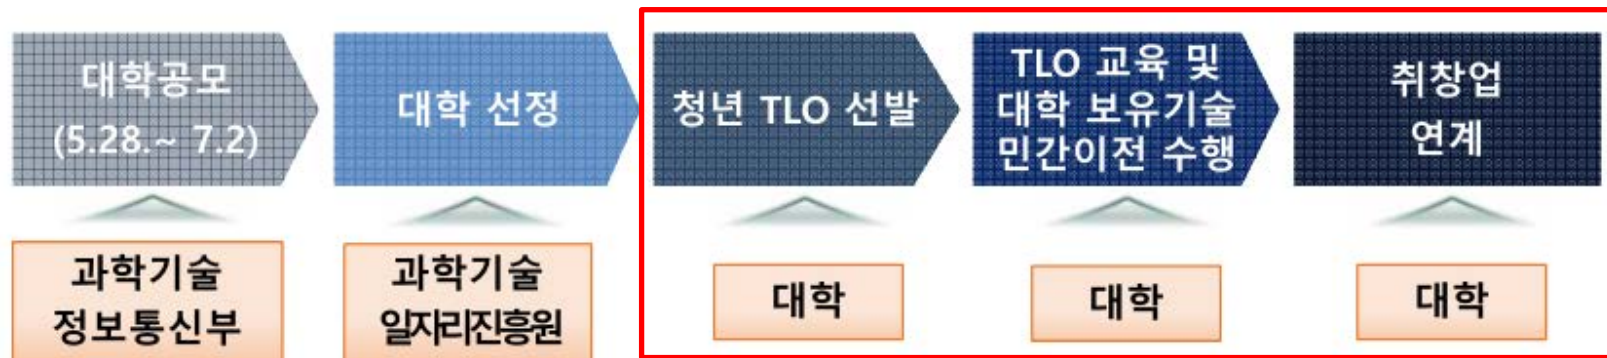 대학공모
(5.28.~ 7.2)
대학 선정
청년 TLO 선발
TLO 교육 및
대학 보유기술
민간이전 수행
취창업
연계
과학기술
정보통신부
과학기술
일자리진흥원
대학
대학
대학